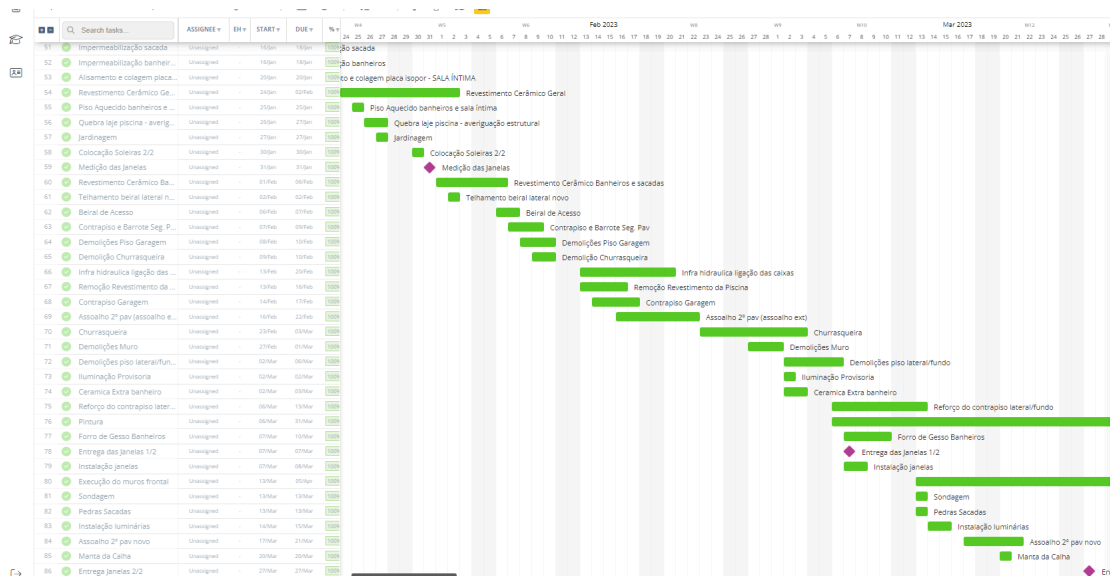 Feb 2023 Mar 2023
W4 W5 W6 W9 W10 W12
Search tasks... ASSIGNEE EH START DUE %
24 25 26 27 28 29 30 31 1 2 3 4 5 6 7 8 9 10 11 12 13 14 15 16 17 18 19 20 21 22 23 24 25 26 27 28 1 2 3 4 5 6 7 8 9 10 11 12 13 14 15 16 17 18 19 20 21 22 23 24 25 26 27 28
51 Impermeabilização sacada Unassigned - 16/Jan 18/Jan 100% ção sacada
52 Impermeabilização banheir... Unassigned - 18/Jan ção banheiros
53 Alisamento e colagem placa... Unassigned - 20/Jan 20/Jan 100% to e colagem placa isopor - SALA ÍNTIMA
54 Revestimento Cerâmico Ge... Unassigned - 24/Jan 02/Feb 100% Revestimento Cerâmico Geral
55 Piso Aquecido banheiros e ... Unassigned - 25/Jan 25/Jan 100% Piso Aquecido banheiros e sala íntima
56 Quebra laje piscina - averig... Unassigned - 26/Jan 27/Jan 100% Quebra laje piscina - averiguação estrutural
57 Jardinagem Unassigned - 27/Jan 27/Jan 100% Jardinagem
58 Colocação Soleiras 2/2 Unassigned - 30/Jan 30/Jan 100% Colocação Soleiras 2/2
59 Medição das Janelas Unassigned - 31/Jan 31/Jan 100% Medição das Janelas
60 Revestimento Cerâmico Ba... Unassigned - 01/Feb 06/Feb 100% Revestimento Cerâmico Banheiros e sacadas
61 Telhamento beiral lateral n... Unassigned - 02/Feb 02/Feb 100% Telhamento beiral lateral novo
62 Beiral de Acesso Unassigned - 06/Feb 07/Feb 100% Beiral de Acesso
63 Contrapiso e Barrote Seg. P... Unassigned - 07/Feb 09/Feb 100% Contrapiso e Barrote Seg. Pav
64 Demolições Piso Garagem Unassigned - 08/Feb 10/Feb 100% Demolições Piso Garagem
65 Demolição Churrasqueira Unassigned - 09/Feb 10/Feb 100% Demolição Churrasqueira
66 Infra hidraulica ligação das ... Unassigned - 13/Feb 20/Feb 100% Infra hidraulica ligação das caixas
67 Remoção Revestimento da ... Unassigned - 13/Feb 16/Feb 100% Remoção Revestimento da Piscina
68 Contrapiso Garagem Unassigned - 14/Feb 17/Feb 100% Contrapiso Garagem
69 Assoalho 2º pav (assoalho e... Unassigned - 16/Feb 22/Feb 100% Assoalho 2º pav (assoalho ext)
70 Churrasqueira Unassigned - 23/Feb 03/Mar 100% Churrasqueira
71 Demolições Muro Unassigned - 27/Feb 01/Mar 100% Demolições Muro
72 Demolições piso lateral/fun... Unassigned - 02/Mar 06/Mar 100% Demolições piso lateral/fundo
73 Iluminação Provisoria Unassigned - 02/Mar 02/Mar 100% Iluminação Provisoria
74 Ceramica Extra banheiro Unassigned - 02/Mar 03/Mar 100% Ceramica Extra banheiro
75 Reforço do contrapiso later... Unassigned - 06/Mar 13/Mar 100% Reforço do contrapiso lateral/fundo
76 Pintura Unassigned - 06/Mar 31/Mar 100%
77 Forro de Gesso Banheiros Unassigned - 07/Mar 10/Mar 100% Forro de Gesso Banheiros
78 Entrega das Janelas 1/2 Unassigned - 07/Mar 07/Mar 100% Entrega das Janelas 1/2
79 Instalação janelas Unassigned - 07/Mar 08/Mar 100% Instalação janelas
80 Execução do muros frontal Unassigned - 13/Mar 05/Apr 100%
81 Sondagem Unassigned - 13/Mar 13/Mar 100% Sondagem
82 Pedras Sacadas Unassigned - 13/Mar 13/Mar 100% Pedras Sacadas
83 Instalação luminárias Unassigned - 14/Mar 15/Mar 100% Instalação luminárias
84 Assoalho 2º pav novo Unassigned - 17/Mar 21/Mar 100% Assoalho 2º pav novo
85 Manta da Calha Unassigned - 20/Mar 20/Mar 100% Manta da Calha
86 Entrega Janelas 2/2 Unassigned - 27/Mar 27/Mar 100% En